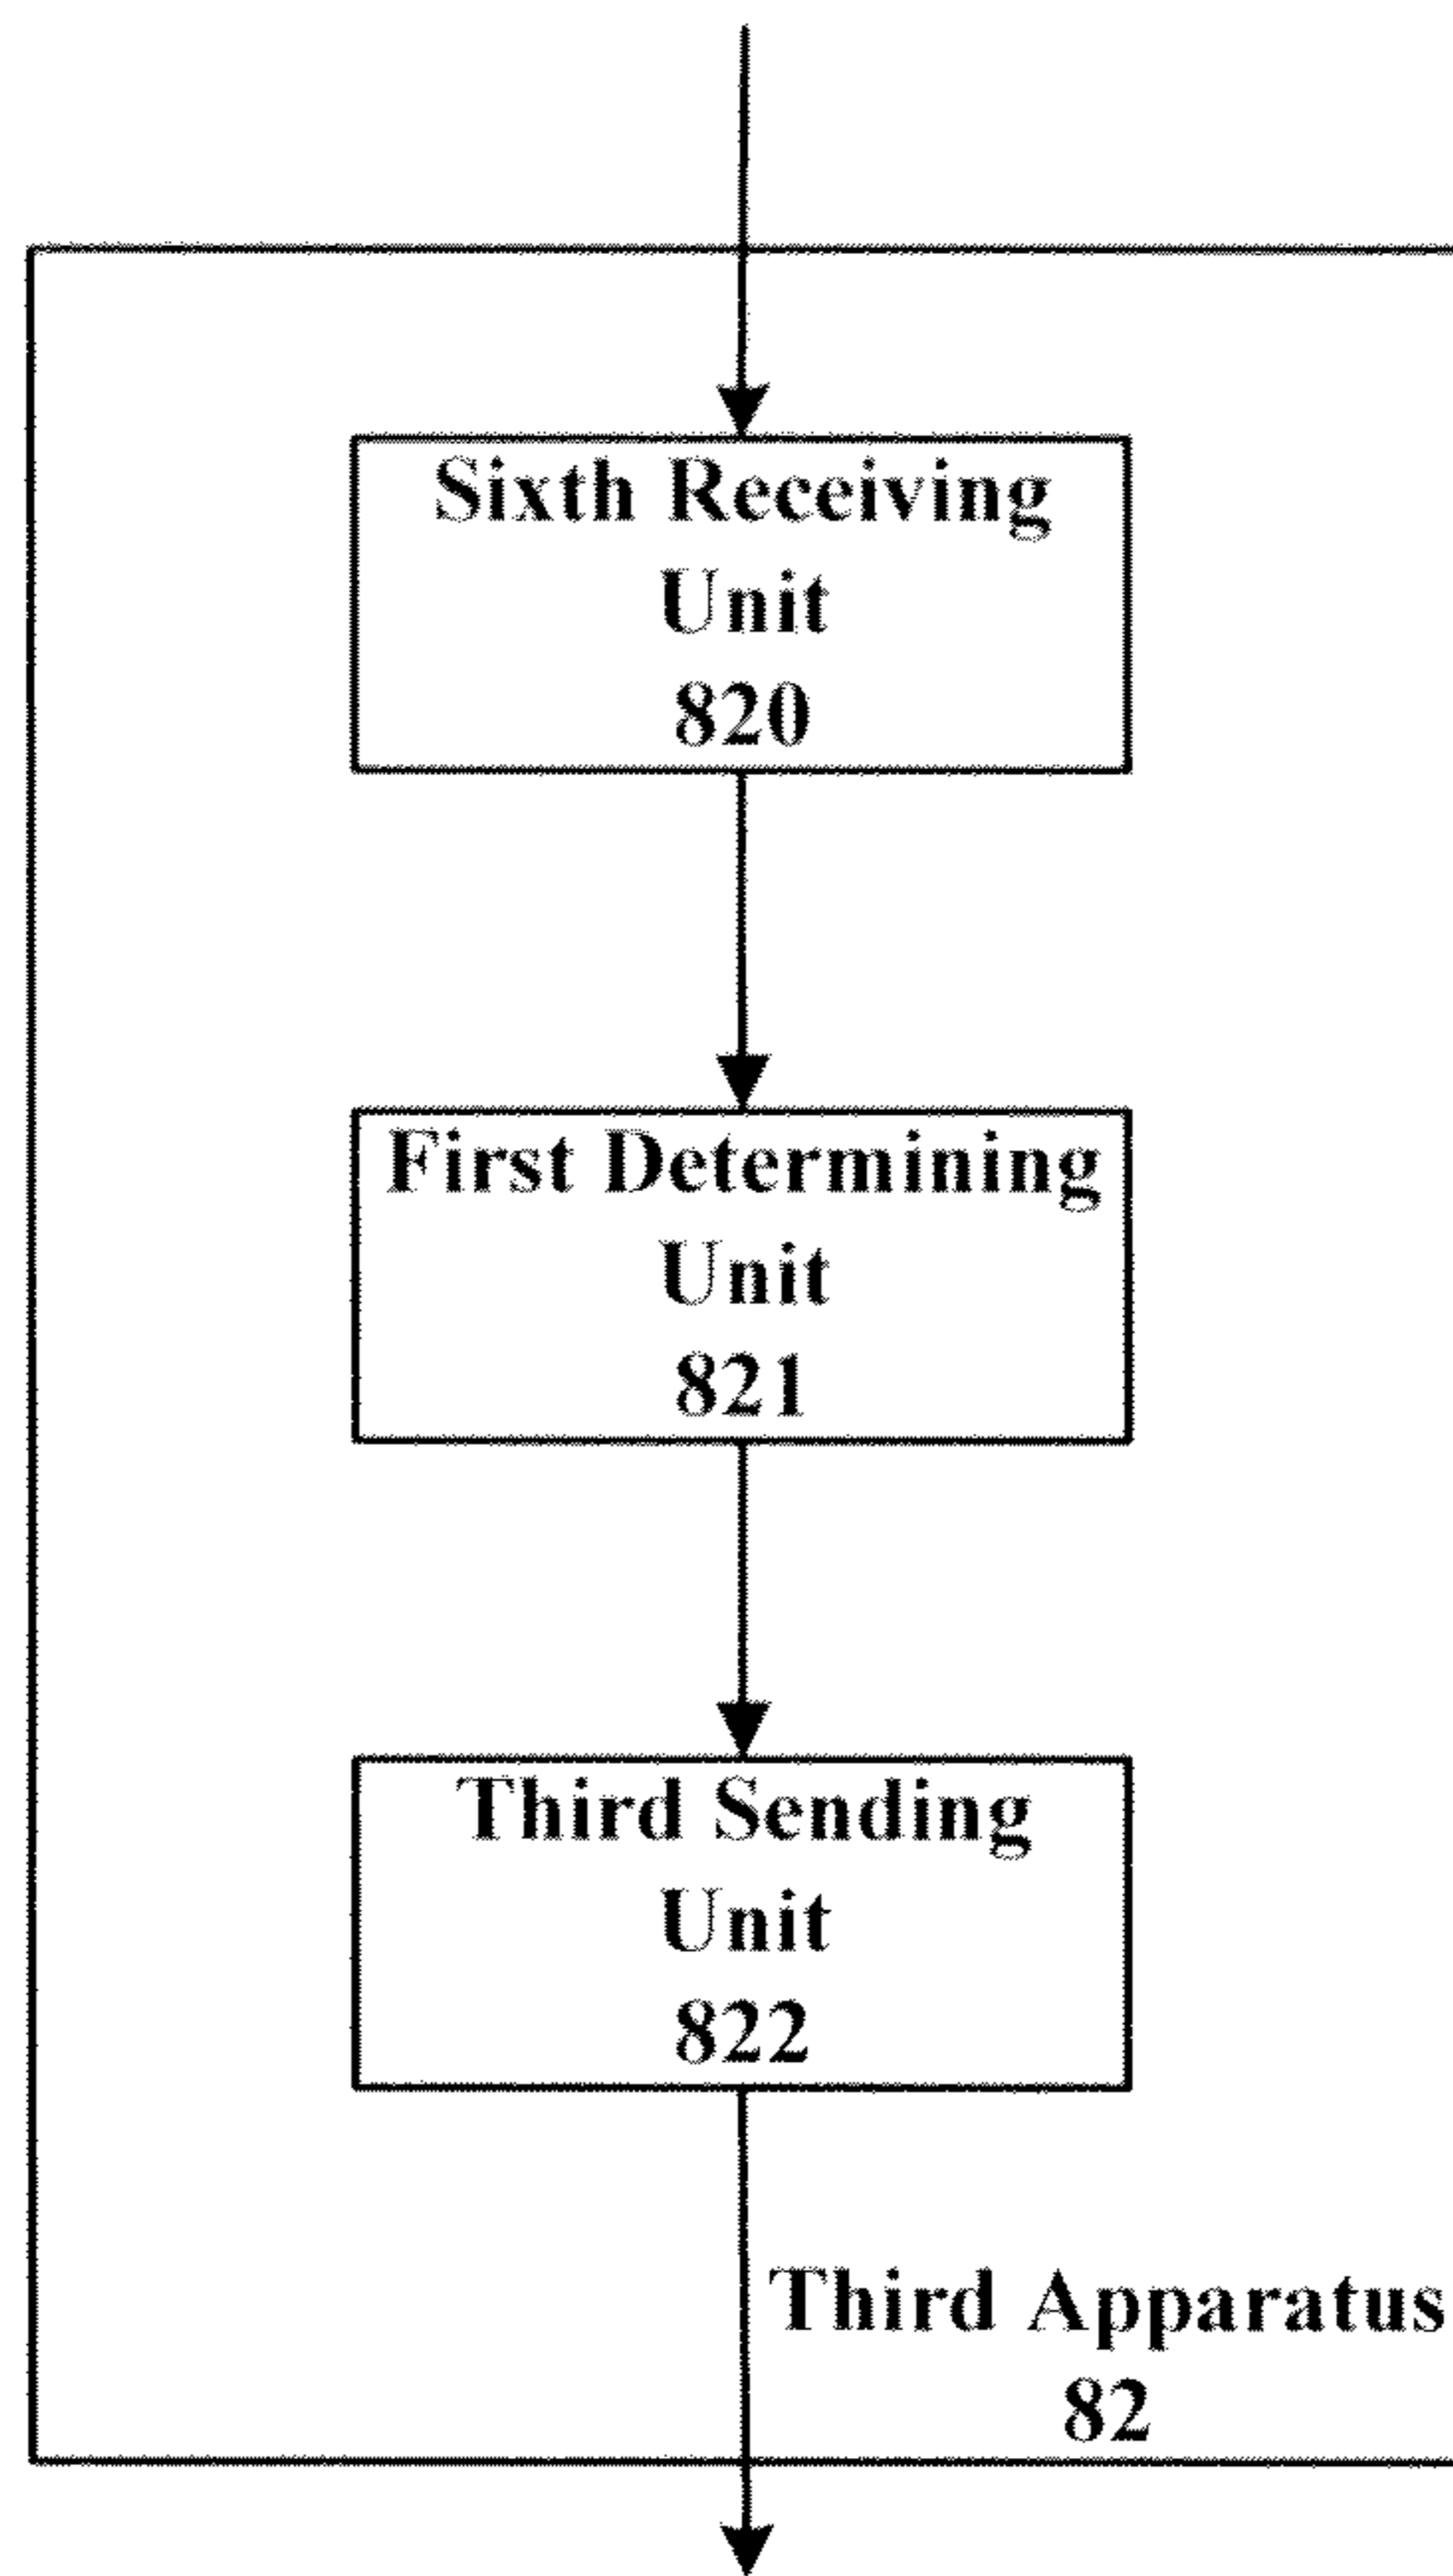 Sixth Receiving
Unit
820
First Determining
Unit
821
Third Sending
Unit
822
Third Apparatus
82